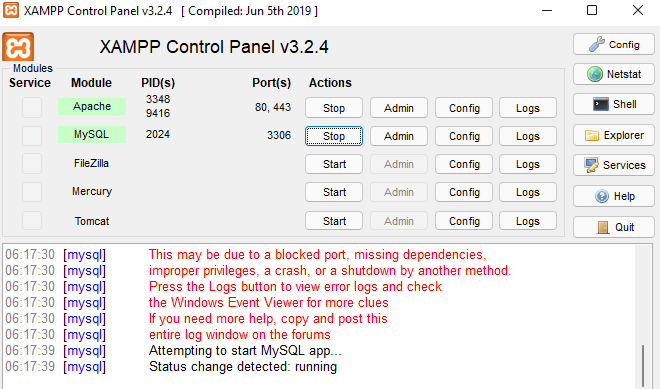 XAMPP Control Panel v3.2.4 [ Compiled: Jun 5th 2019 ]
XAMPP Control Panel v3.2.4
Config
Modules
Service Module PID(s) Port(s) Actions
Netstat
Apache 3348 9416 80, 443 Stop Admin Config Logs
Shell
MySQL 2024 3306 Stop Admin Config Logs
Explorer
FileZilla Start Admin Config Logs
Services
Mercury Start Admin Config Logs
Help
Tomcat Start Admin Config Logs
Quit
06:17:30 [mysql] This may be due to a blocked port, missing dependencies,
06:17:30 [mysql] improper privileges, a crash, or a shutdown by another method.
06:17:30 [mysql] Press the Logs button to view error logs and check
06:17:30 [mysql] the Windows Event Viewer for more clues
06:17:30 [mysql] If you need more help, copy and post this
06:17:30 [mysql] entire log window on the forums
06:17:39 [mysql] Attempting to start MySQL app...
06:17:39 [mysql] Status change detected: running